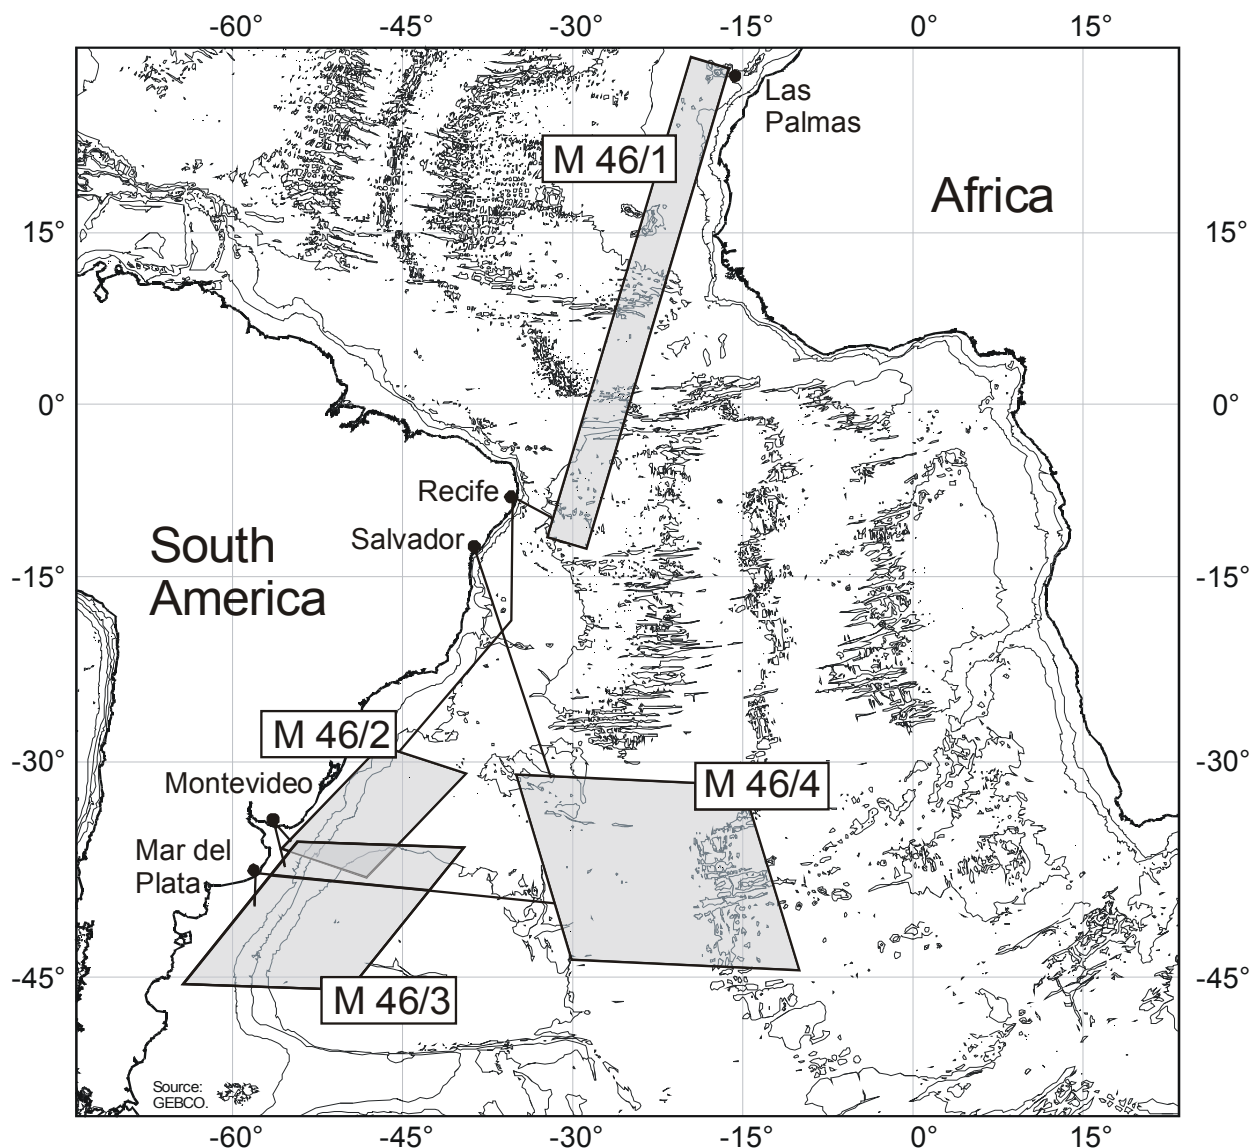 -60°
-45°
-30°
-15°
0°
15°
Las
Palmas
M 46/1
Africa
15°
15°
0°
0°
Recife
Salvador
South
America
-15°
-15°
M 46/2
-30°
-30°
Montevideo
M 46/4
Mar del
Plata
-45°
-45°
M 46/3
Source:
GEBCO.
-60°
-45°
-30°
-15°
0°
15°